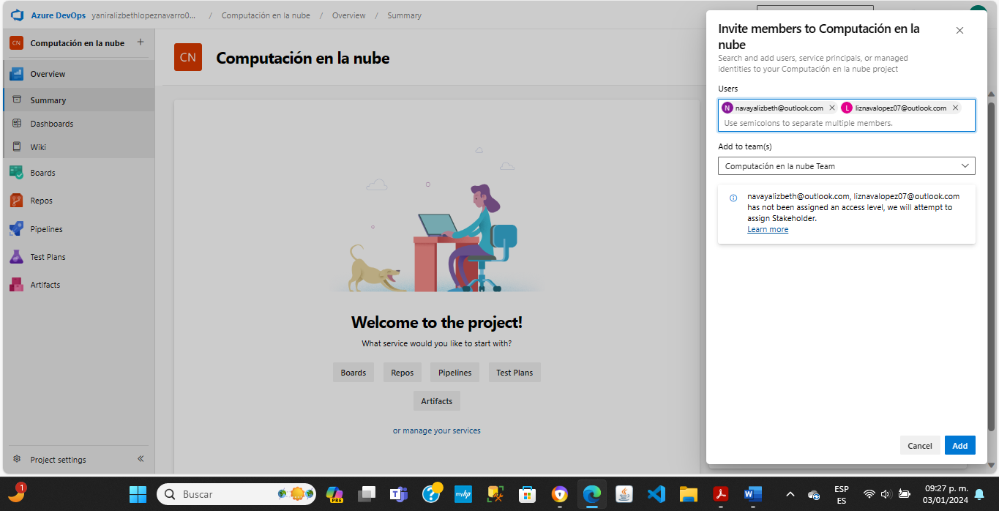 Azure DevOps yaniralizbethlopeznavarro0... / Computación en la nube / Overview / Summary
CN Computación en la nube +
Overview
Summary
Dashboards
Wiki
Boards
Repos
Pipelines
Test Plans
Artifacts
Project settings
CN Computación en la nube
Welcome to the project!
What service would you like to start with?
Boards Repos Pipelines Test Plans
Artifacts
or manage your services
Invite members to Computación en la
nube
Search and add users, service principals, or managed
identities to your Computación en la nube project
Users
N navayalizbeth@outlook.com L liznavalopez07@outlook.com
Use semicolons to separate multiple members.
Add to team(s)
Computación en la nube Team
navayalizbeth@outlook.com, liznavalopez07@outlook.com
has not been assigned an access level, we will attempt to
assign Stakeholder.
Learn more
Cancel Add
1
Buscar
PRE
myhp
W
ESP
ES
09:27 p. m.
03/01/2024